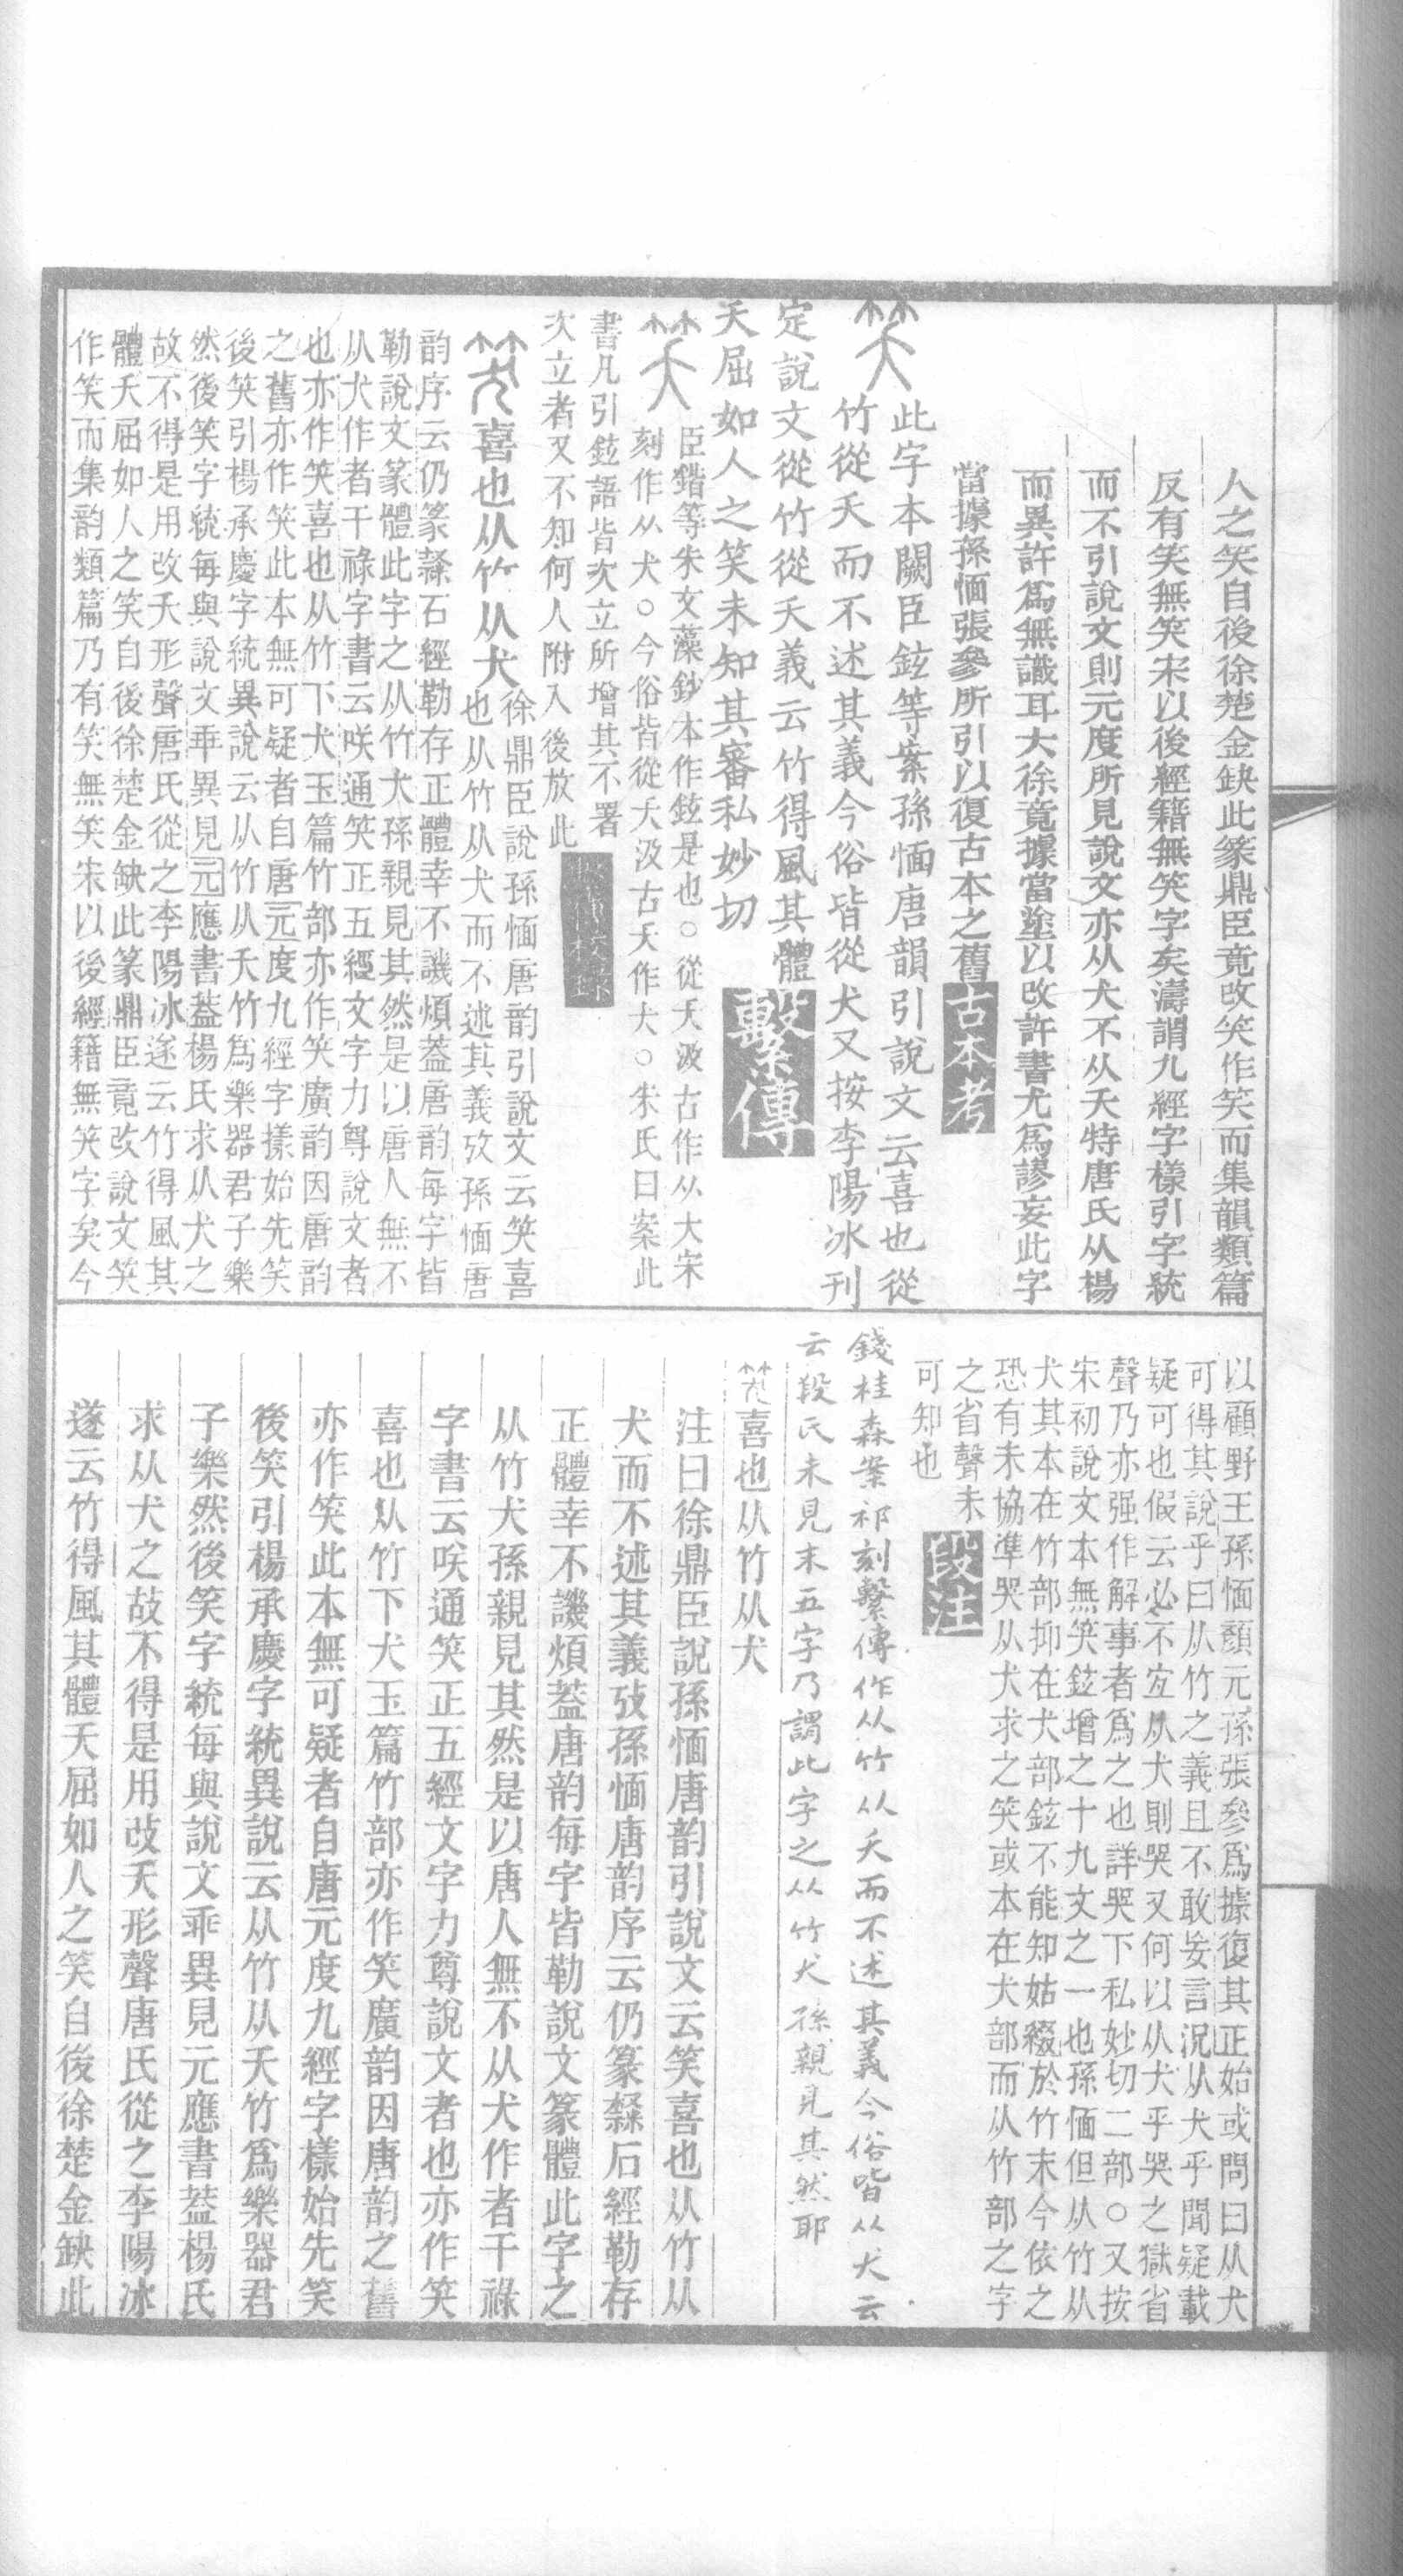 人之笑自後徐楚金缺此篆鼎臣竟改笑作笑而集韻類篇
反有笑無笑宋以後經籍無笑字矣濤謂九經字樣引字統
而不引說文則元度所見說文亦从犬不从夭特唐氏从楊
而異許爲無識耳大徐竟據當塗以改許書尤爲謬妄此字
當據孫愐張參所引以復古本之舊
古本考
此字本闕臣鉉等案孫愐唐韻引說文云喜也從
竹從夭而不述其義今俗皆從犬又按李陽冰刊
定說文從竹從夭義云竹得風其體
夭屈如人之笑未知其審私妙切
繫傳
臣鍇等朱文藻鈔本作鉉是也○從夭汲古作从大宋
刻作从犬○今俗皆從夭汲古夭作犬○朱氏曰案此
書凡引鉉語皆次立所增其不署
次立者又不知何人附入後放此
喜也从竹从犬
徐鼎臣說孫愐唐韵引說文云笑喜
也从竹从犬而不述其義攷孫愐唐
韵序云仍篆隸石經勒存正體幸不譏煩葢唐韵每字皆
勒說文篆體此字之从竹犬孫親見其然是以唐人無不
从犬作者干祿字書云咲通笑正五經文字力尊說文者
也亦作笑喜也从竹下犬玉篇竹部亦作笑廣韵因唐韵
之舊亦作笑此本無可疑者自唐元度九經字㨾始先笑
後笑引楊承慶字統異說云从竹从夭竹爲樂器君子樂
然後笑字統每與說文乖異見元應書葢楊氏求从犬之
故不得是用改夭形聲唐氏從之李陽冰遂云竹得風其
體夭屈如人之笑自後徐楚金缺此篆鼎臣竟改說文笑
作笑而集韵類篇乃有笑無笑宋以後經籍無笑字矣今
以顧野王孫愐顏元孫張參爲據復其正始或問曰从犬
可得其說乎曰从竹之義且不敢妄言況从犬乎聞疑載
疑可也假云必不宐从犬則哭又何以从犬乎哭之獄省
聲乃亦强作解事者爲之也詳哭下私妙切二部○又按
宋初說文本無笑鉉增之十九文之一也孫愐但从竹从
犬其本在竹部抑在犬部鉉不能知姑綴於竹末今依之
恐有未協準哭从犬求之笑或本在犬部而从竹部之字
之省聲未
可知也
段注
錢桂森案祁刻繫傳作从竹从夭而不述其義今俗皆从犬云
云段氏未見末五字乃謂此字之从竹犬孫親見其然耶
喜也从竹从犬
注曰徐鼎臣說孫愐唐韵引說文云笑喜也从竹从
犬而不述其義攷孫愐唐韵序云仍篆隸石經勒存
正體幸不譏煩葢唐韵每字皆勒說文篆體此字之
从竹犬孫親見其然是以唐人無不从犬作者干祿
字書云咲通笑正五經文字力尊說文者也亦作笑
喜也从竹下犬玉篇竹部亦作笑廣韵因唐韵之舊
亦作笑此本無可疑者自唐元度九經字樣始先笑
後笑引楊承慶字統異說云从竹从夭竹爲樂器君
子樂然後笑字統每與說文乖異見元應書葢楊氏
求从犬之故不得是用改夭形聲唐氏從之李陽冰
遂云竹得風其體夭屈如人之笑自後徐楚金缺此